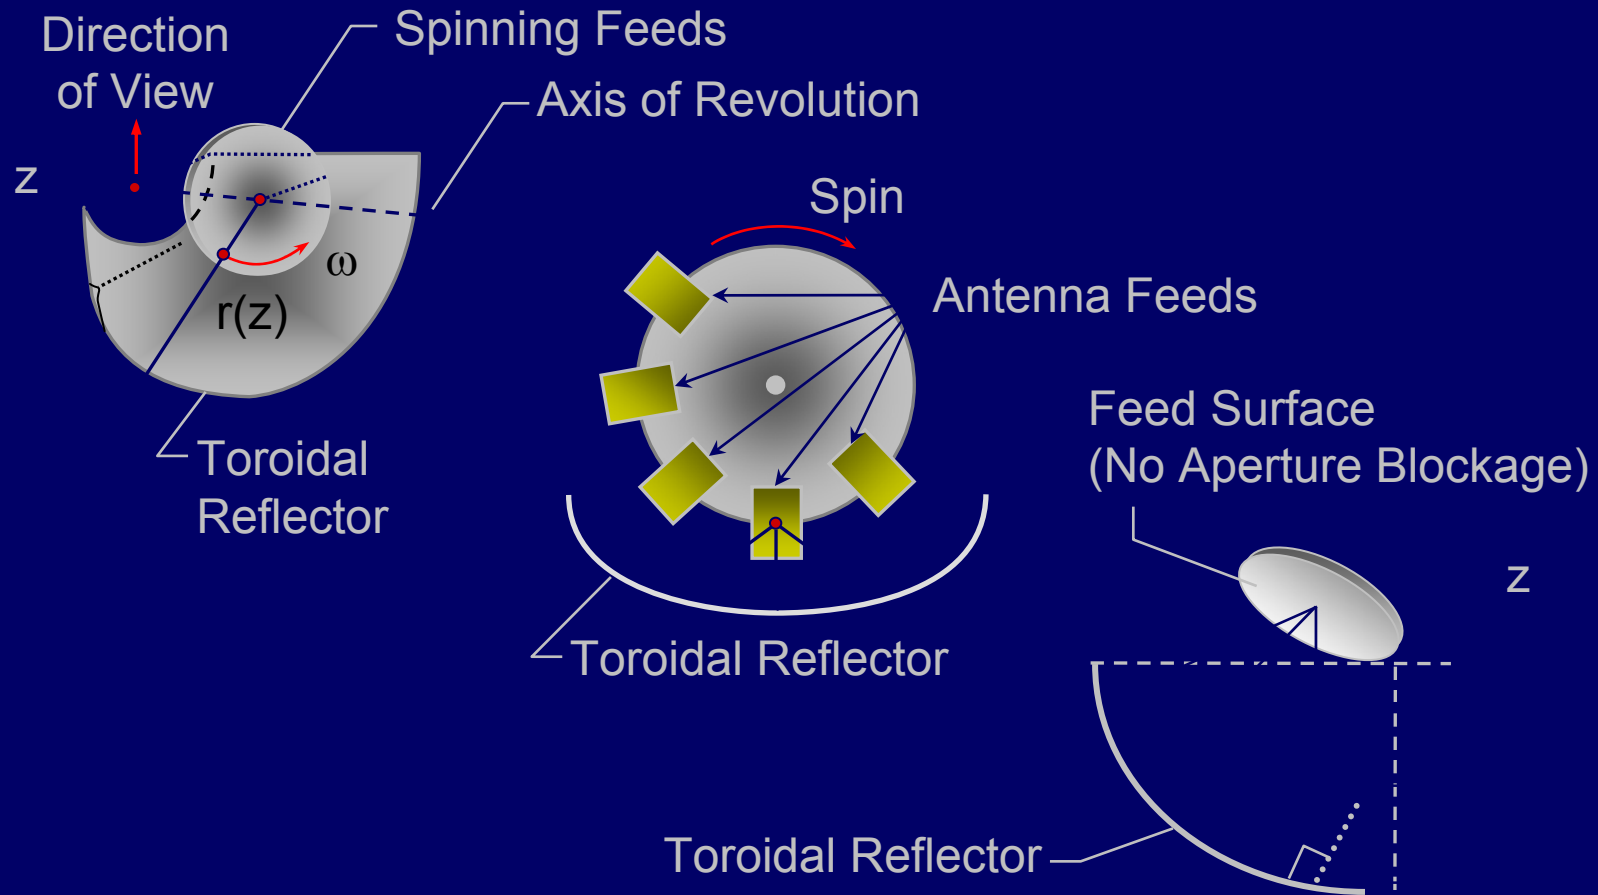 Direction
of View
Spinning Feeds
Axis of Revolution
z
ω
r(z)
Toroidal
Reflector
Spin
Antenna Feeds
Toroidal Reflector
Feed Surface
(No Aperture Blockage)
z
Toroidal Reflector